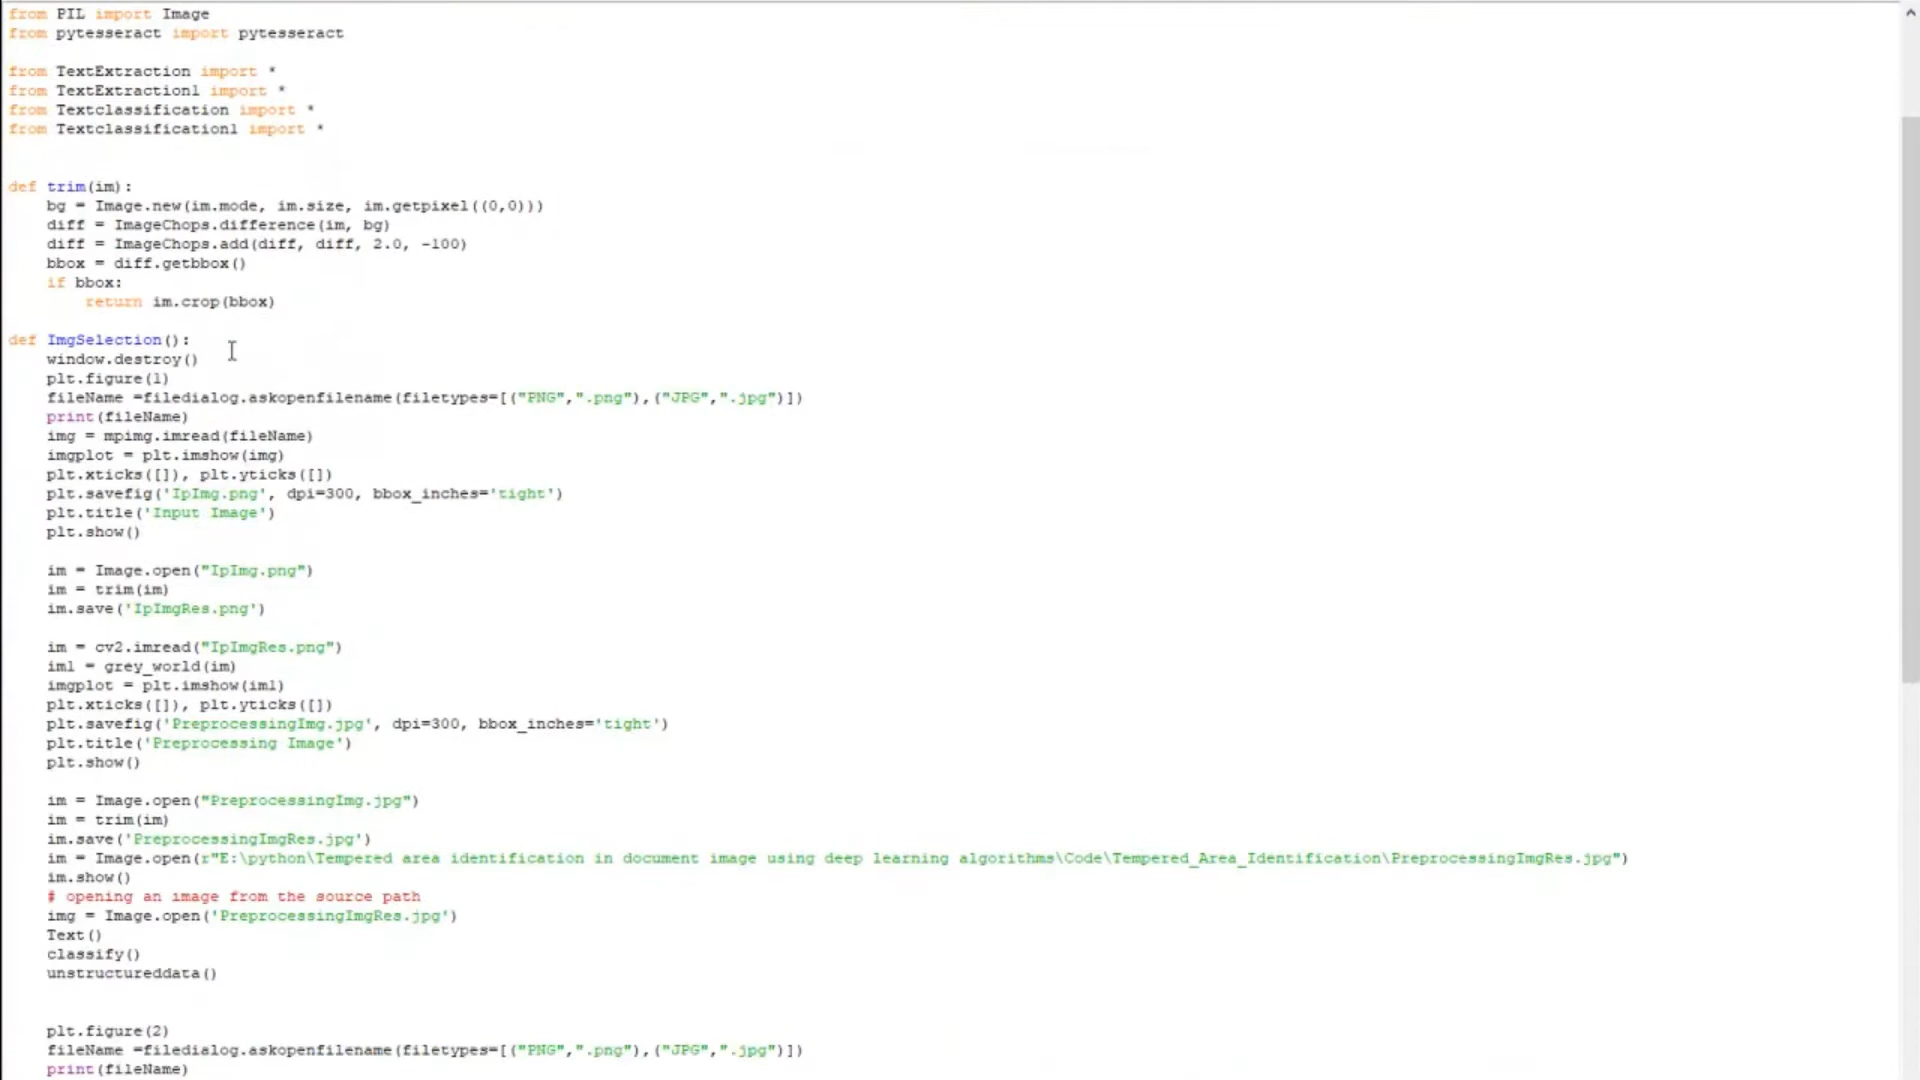 from PIL import Image
from pytesseract import pytesseract
from TextExtraction import *
from TextExtraction1 import *
from Textclassification import *
from Textclassification1 import *
def trim(im):
    bg = Image.new(im.mode, im.size, im.getpixel((0,0)))
    diff = ImageChops.difference(im, bg)
    diff = ImageChops.add(diff, diff, 2.0, -100)
    bbox = diff.getbbox()
    if bbox:
        return im.crop(bbox)
def ImgSelection():
    window.destroy()
    plt.figure(1)
    fileName =filedialog.askopenfilename(filetypes=[("PNG",".png"),("JPG",".jpg")])
    print(fileName)
    img = mpimg.imread(fileName)
    imgplot = plt.imshow(img)
    plt.xticks([]), plt.yticks([])
    plt.savefig('IpImg.png', dpi=300, bbox_inches='tight')
    plt.title('Input Image')
    plt.show()
    im = Image.open("IpImg.png")
    im = trim(im)
    im.save('IpImgRes.png')
    im = cv2.imread("IpImgRes.png")
    im1 = grey_world(im)
    imgplot = plt.imshow(im1)
    plt.xticks([]), plt.yticks([])
    plt.savefig('PreprocessingImg.jpg', dpi=300, bbox_inches='tight')
    plt.title('Preprocessing Image')
    plt.show()
    im = Image.open("PreprocessingImg.jpg")
    im = trim(im)
    im.save('PreprocessingImgRes.jpg')
    im = Image.open(r"E:\python\Tempered area identification in document image using deep learning algorithms\Code\Tempered_Area_Identification\PreprocessingImgRes.jpg")
    im.show()
    # opening an image from the source path
    img = Image.open('PreprocessingImgRes.jpg')
    Text()
    classify()
    unstructureddata()
    plt.figure(2)
    fileName =filedialog.askopenfilename(filetypes=[("PNG",".png"),("JPG",".jpg")])
    print(fileName)